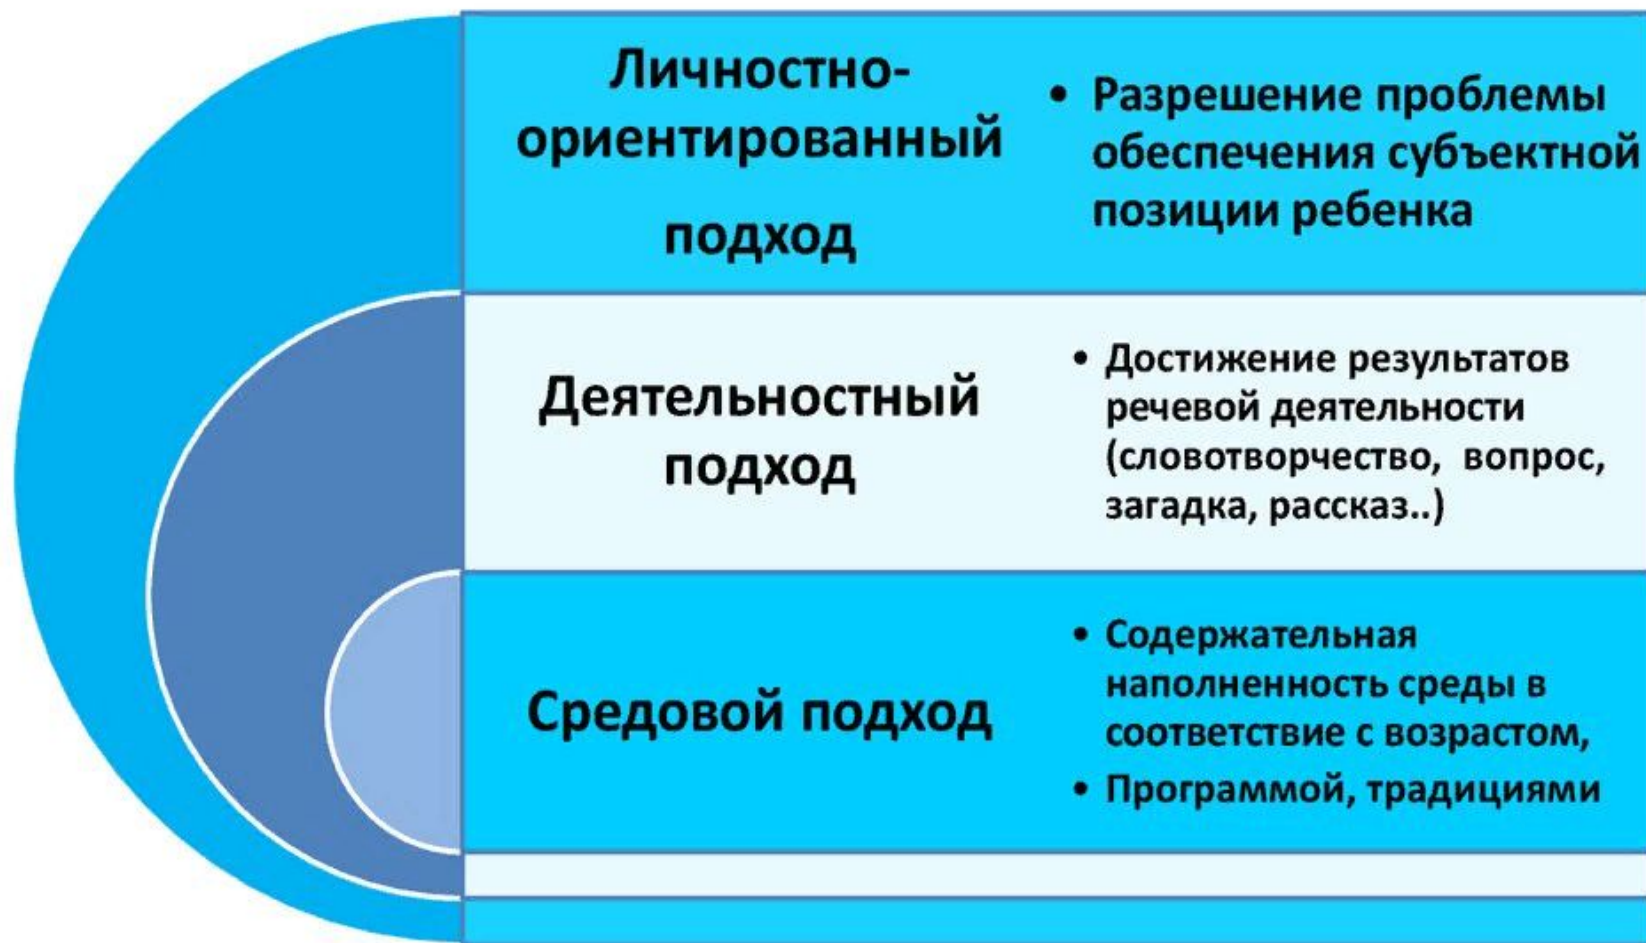 Личностно-
ориентированный
подход
• Разрешение проблемы
обеспечения субъектной
позиции ребенка
Деятельностный
подход
• Достижение результатов
речевой деятельности
(словотворчество, вопрос,
загадка, рассказ..)
Средовой подход
• Содержательная
наполненность среды в
соответствие с возрастом,
• Программой, традициями